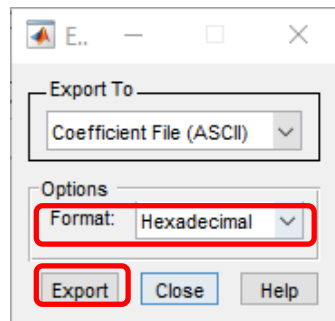 E..
Export To
Coefficient File (ASCII)
Options
Format: Hexadecimal
Export Close Help